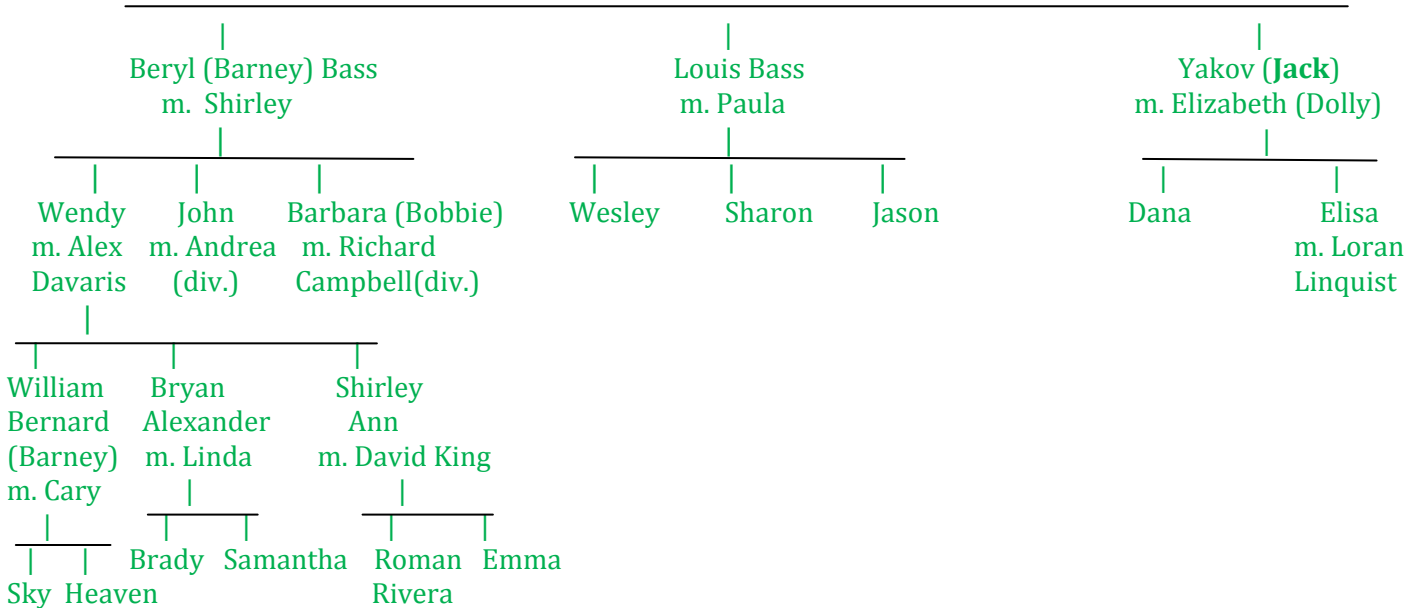 Beryl (Barney) Bass Louis Bass Yakov (Jack)
m. Shirley m. Paula m. Elizabeth (Dolly)
Wendy John Barbara (Bobbie) Wesley Sharon Jason Dana Elisa
m. Alex m. Andrea m. Richard m. Loran
Davaris (div.) Campbell(div.) Linquist
William Bryan Shirley
Bernard Alexander Ann
(Barney) m. Linda m. David King
m. Cary
Brady Samantha Roman Emma
Sky Heaven Rivera